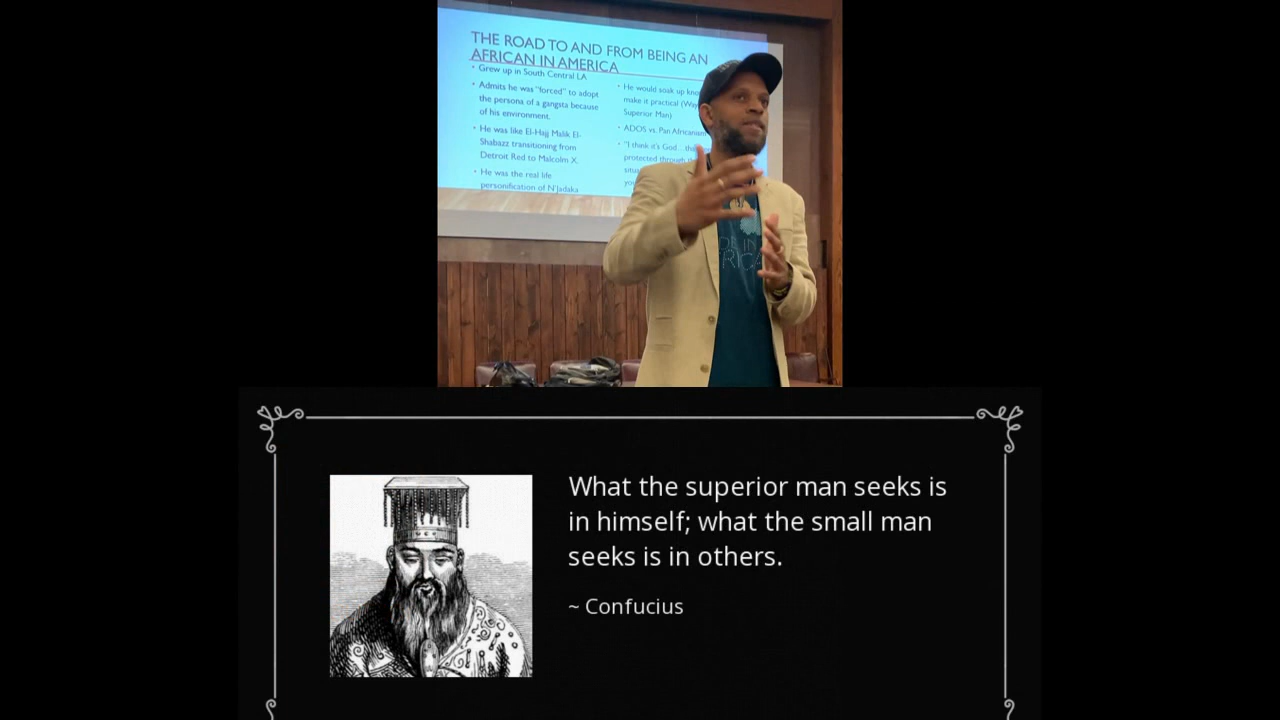 THE ROAD TO AND FROM BEING AN
AFRICAN IN AMERICA
• Grew up in South Central LA
• Admits he was "forced" to adopt
the persona of a gangsta because
of his environment.
• He was like El-Hajj Malik El-
Shabazz transitioning from
Detroit Red to Malcolm X.
• He was the real life
personification of N'Jadaka
• He would soak up
make it practical
Superior Man)
• ADOS vs. Pan Africanism
• "I think it's God...
protected through
What the superior man seeks is
in himself; what the small man
seeks is in others.
~ Confucius